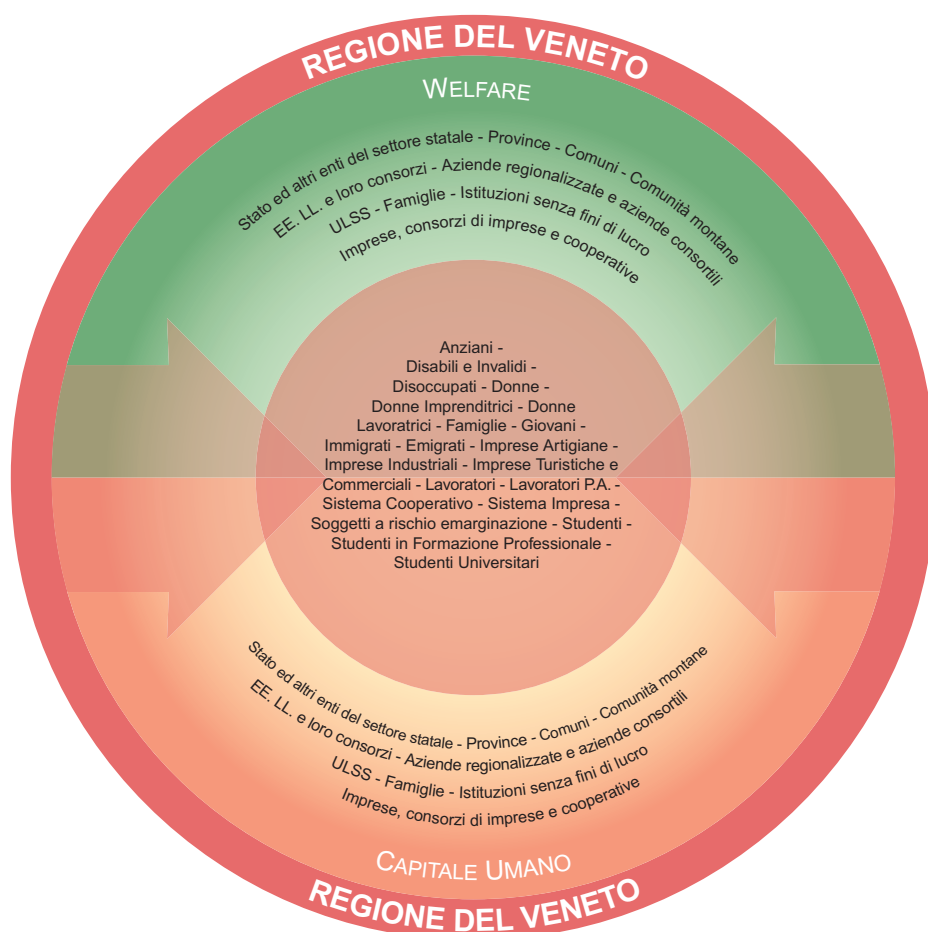 REGIONE DEL VENETO
WELFARE
Stato ed altri enti del settore statale - Province - Comuni - Comunità montane
EE. LL. e loro consorzi - Aziende regionalizzate e aziende consortili
ULSS - Famiglie - Istituzioni senza fini di lucro
Imprese, consorzi di imprese e cooperative
Anziani -
Disabili e Invalidi -
Disoccupati - Donne -
Donne Imprenditrici - Donne
Lavoratrici - Famiglie - Giovani -
Immigrati - Emigrati - Imprese Artigiane -
Imprese Industriali - Imprese Turistiche e
Commerciali - Lavoratori - Lavoratori P.A. -
Sistema Cooperativo - Sistema Impresa -
Soggetti a rischio emarginazione - Studenti -
Studenti in Formazione Professionale -
Studenti Universitari
Stato ed altri enti del settore statale - Province - Comuni - Comunità montane
EE. LL. e loro consorzi - Aziende regionalizzate e aziende consortili
ULSS - Famiglie - Istituzioni senza fini di lucro
Imprese, consorzi di imprese e cooperative
CAPITALE UMANO
REGIONE DEL VENETO